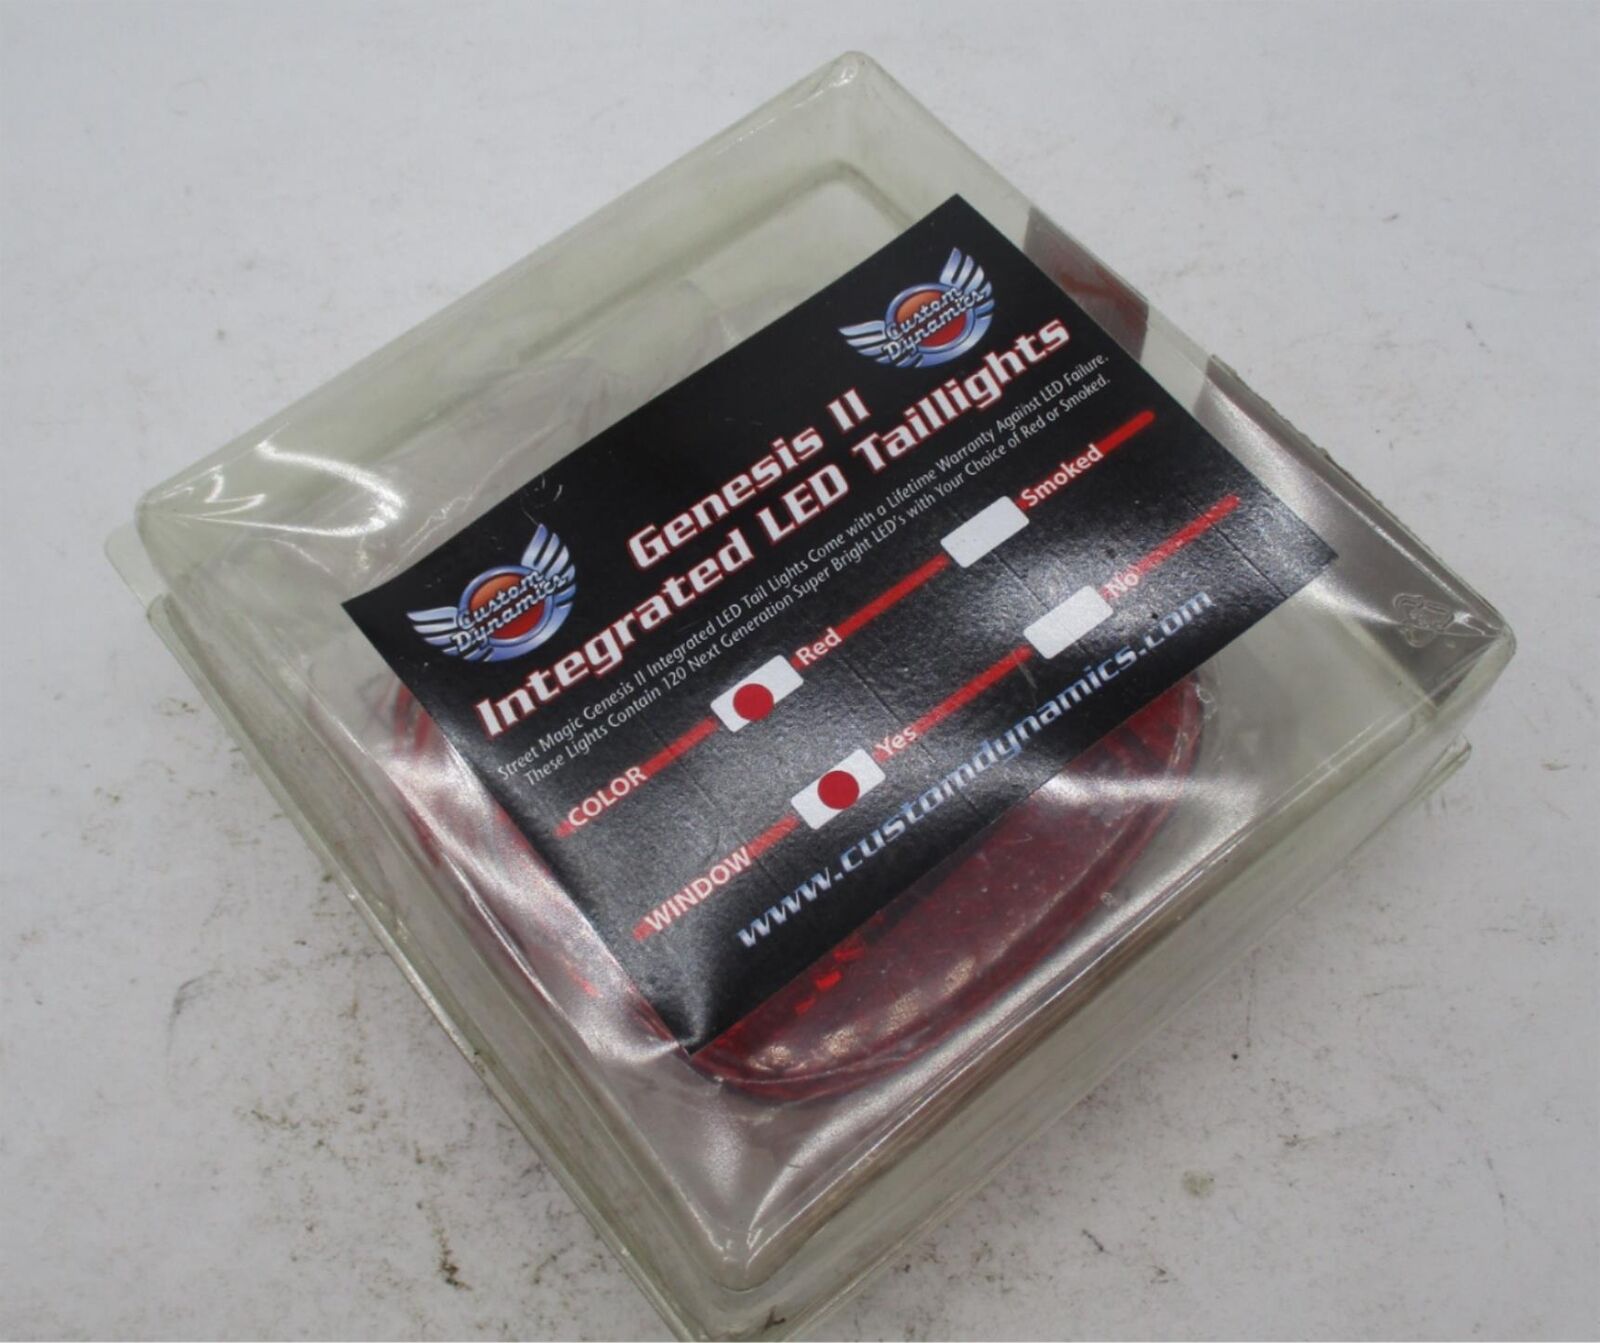 Custom
Dynamics
Custom
Dynamics
Genesis II
Integrated LED Taillights
Street Magic Genesis II Integrated LED Tail Lights Come with a Lifetime Warranty Against LED Failure.
These Lights Contain 120 Next Generation Super Bright LED's with Your Choice of Red or Smoked.
COLOR Red Smoked
WINDOW Yes No
www.customdynamics.com